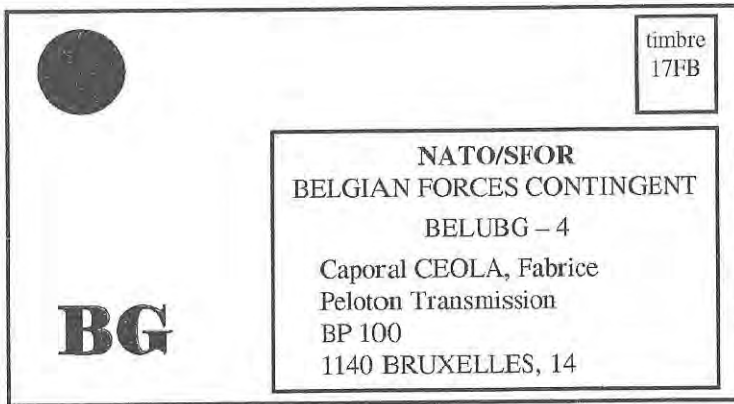 timbre
17FB
NATO/SFOR
BELGIAN FORCES CONTINGENT
BELUBG – 4
Caporal CEOLA, Fabrice
Peloton Transmission
BP 100
1140 BRUXELLES, 14
BG